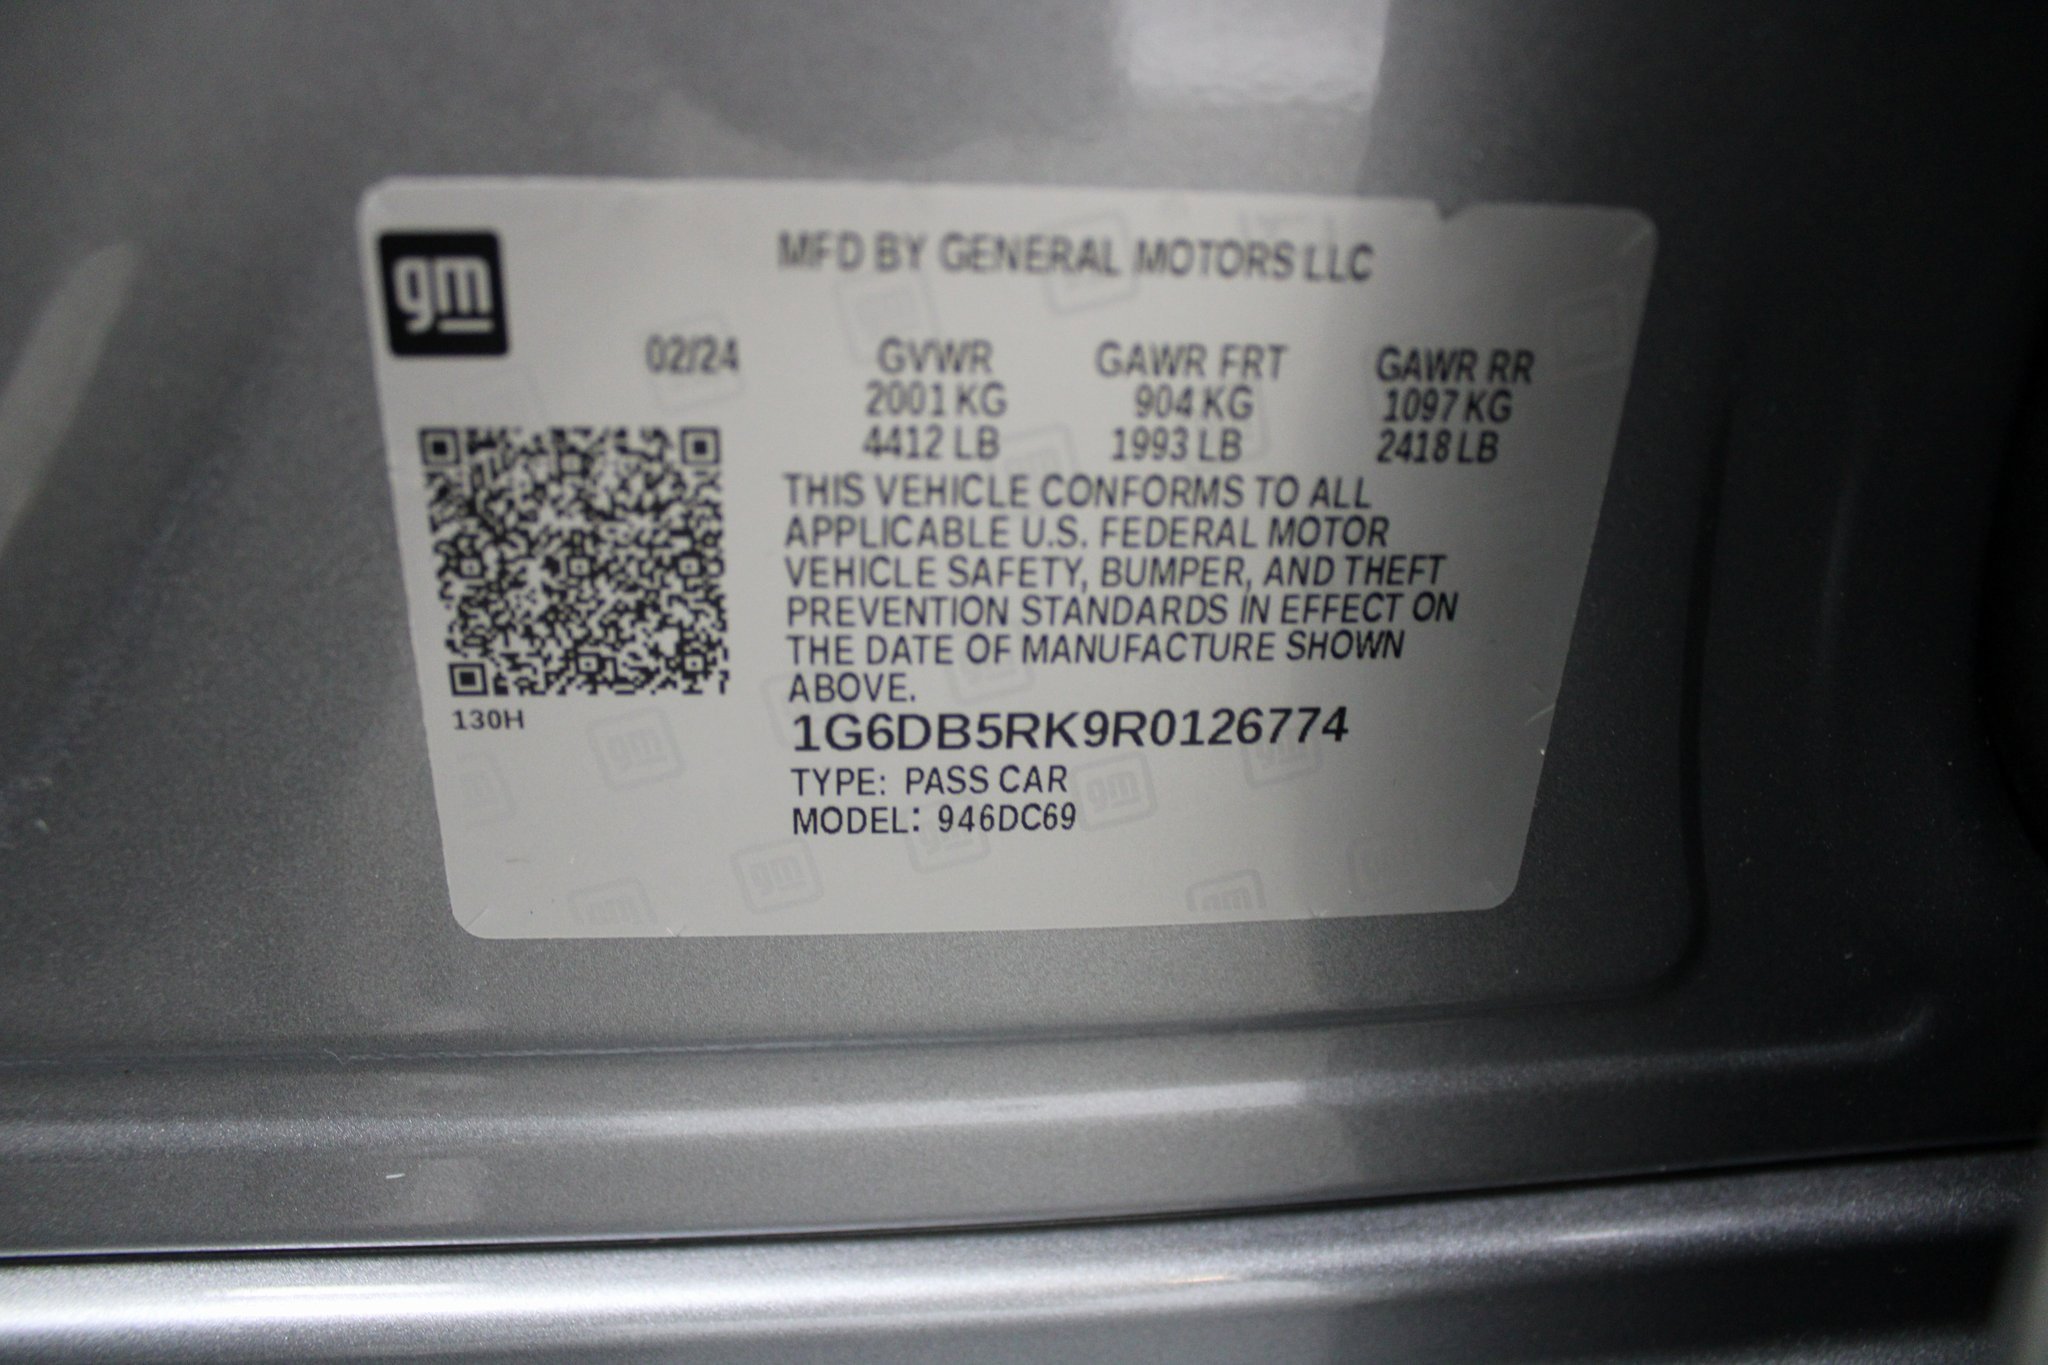 gm
MFD BY GENERAL MOTORS LLC
02/24 GVWR GAWR FRT GAWR RR
2001 KG 904 KG 1097 KG
4412 LB 1993 LB 2418 LB
THIS VEHICLE CONFORMS TO ALL
APPLICABLE U.S. FEDERAL MOTOR
VEHICLE SAFETY, BUMPER, AND THEFT
PREVENTION STANDARDS IN EFFECT ON
THE DATE OF MANUFACTURE SHOWN
ABOVE.
130H
1G6DB5RK9R0126774
TYPE: PASS CAR
MODEL: 946DC69